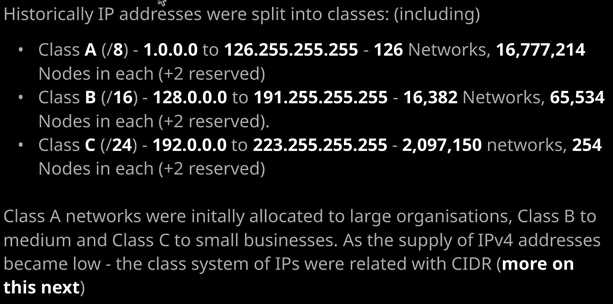 Historically IP addresses were split into classes: (including)
• Class A (/8) - 1.0.0.0 to 126.255.255.255 - 126 Networks, 16,777,214
Nodes in each (+2 reserved)
• Class B (/16) - 128.0.0.0 to 191.255.255.255 - 16,382 Networks, 65,534
Nodes in each (+2 reserved).
• Class C (/24) - 192.0.0.0 to 223.255.255.255 - 2,097,150 networks, 254
Nodes in each (+2 reserved)
Class A networks were initally allocated to large organisations, Class B to
medium and Class C to small businesses. As the supply of IPv4 addresses
became low - the class system of IPs were related with CIDR (more on
this next)